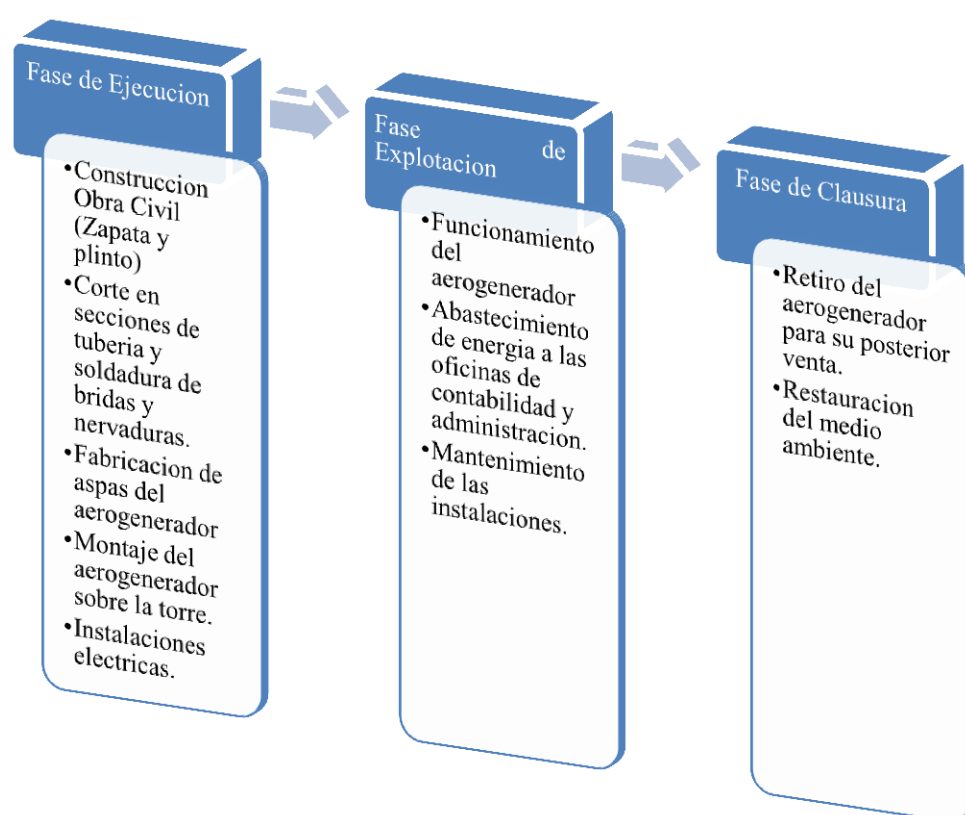 Fase de Ejecucion
•Construccion
Obra Civil
(Zapata y
plinto)
•Corte en
secciones de
tuberia y
soldadura de
bridas y
nervaduras.
•Fabricacion de
aspas del
aerogenerador
•Montaje del
aerogenerador
sobre la torre.
•Instalaciones
electricas.
Fase de
Explotacion
•Funcionamiento
del
aerogenerador
•Abastecimiento
de energia a las
oficinas de
contabilidad y
administracion.
•Mantenimiento
de las
instalaciones.
Fase de Clausura
•Retiro del
aerogenerador
para su posterior
venta.
•Restauracion
del medio
ambiente.